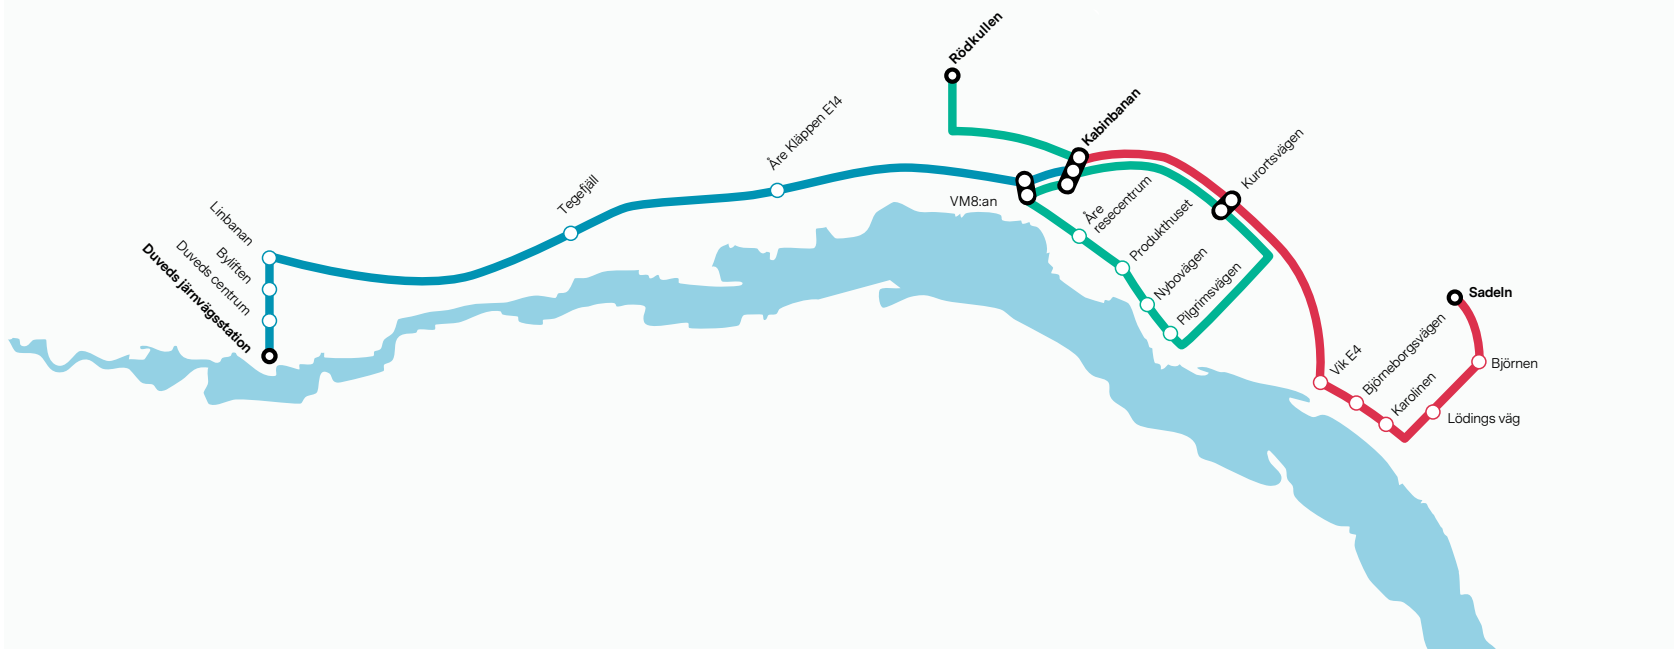 Rödkullen
Kabinbanan
Åre Kläppen E14
Kurortsvägen
Tegefjäll
VM8:an
Åre
resecentrum
Produkthuset
Nybovägen
Pilgrimsvägen
Linbanan
Byliften
Duveds centrum
Duveds järnvägsstation
Sadeln
Vik E4
Björneborgsvägen
Karolinen
Björnen
Lödings väg